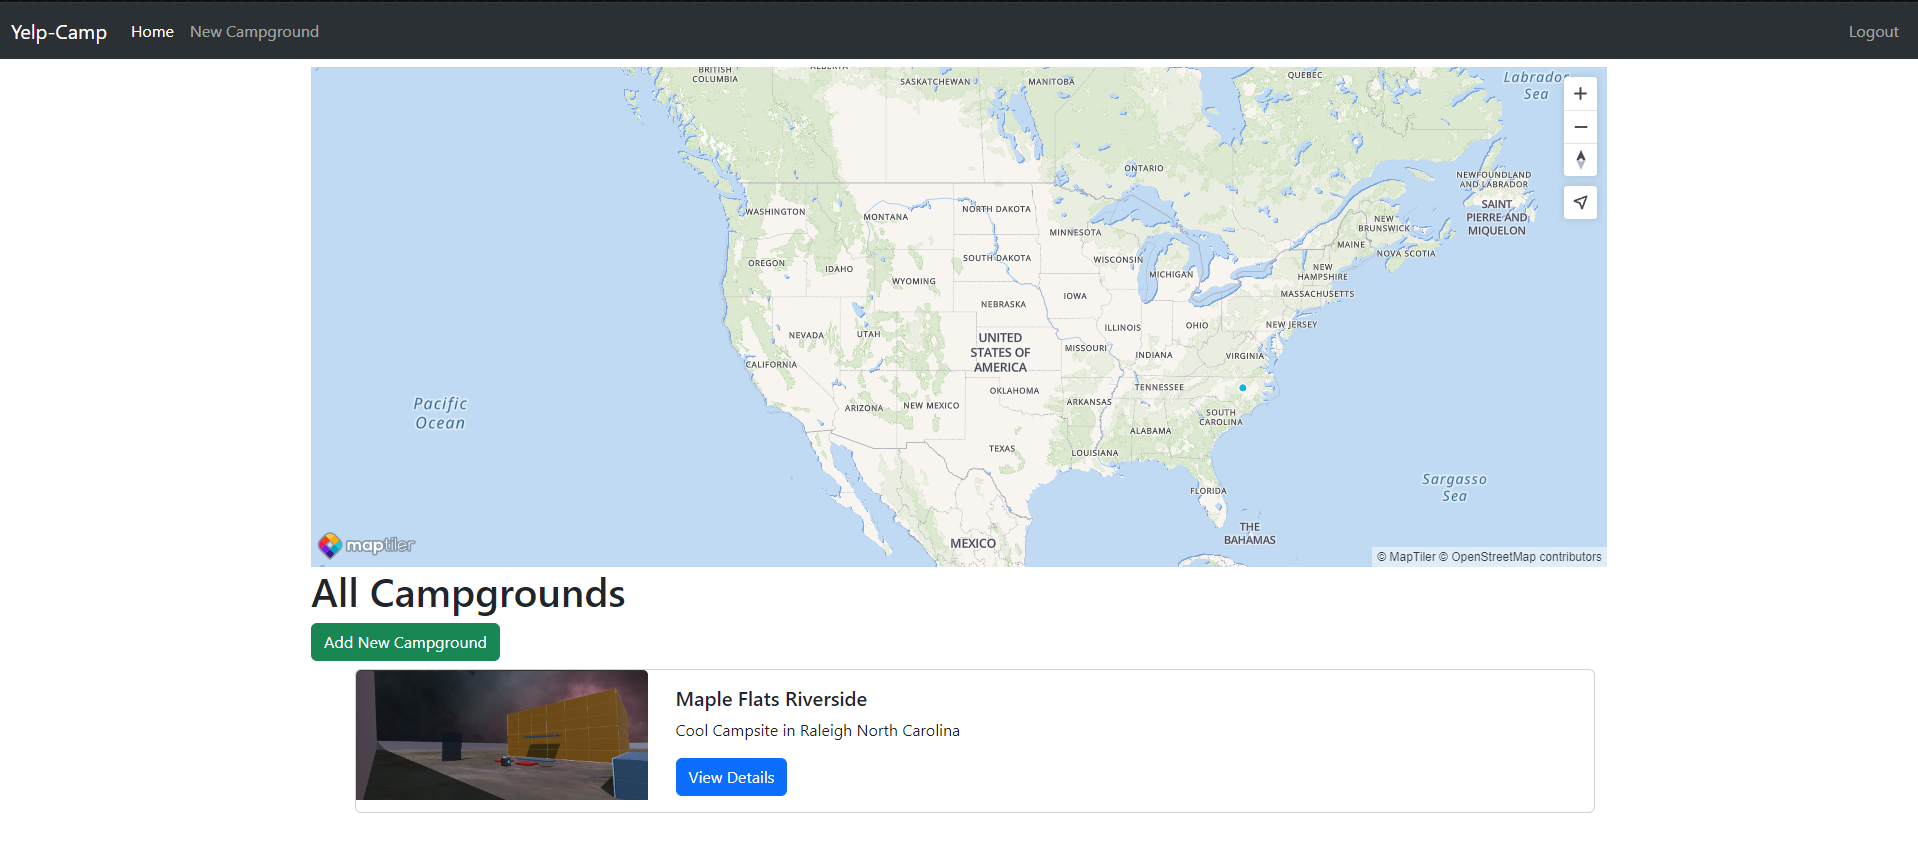 Yelp-Camp Home New Campground Logout
BRITISH
COLUMBIA
ALBERTA
SASKATCHEWAN
MANITOBA
QUEBEC
Labrador
Sea
ONTARIO
NEWFOUNDLAND
AND LABRADOR
SAINT
PIERRE AND
MIQUELON
WASHINGTON
MONTANA
NORTH DAKOTA
MINNESOTA
NEW
BRUNSWICK
MAINE
NOVA SCOTIA
OREGON
IDAHO
SOUTH DAKOTA
WISCONSIN
MICHIGAN
NEW
HAMPSHIRE
WYOMING
MASSACHUSETTS
NEBRASKA
IOWA
NEVADA
UTAH
ILLINOIS
OHIO
NEW JERSEY
UNITED
STATES OF
AMERICA
MISSOURI
INDIANA
VIRGINIA
CALIFORNIA
OKLAHOMA
TENNESSEE
ARIZONA
NEW MEXICO
ARKANSAS
SOUTH
CAROLINA
Pacific
Ocean
ALABAMA
TEXAS
LOUISIANA
FLORIDA
Sargasso
Sea
THE
BAHAMAS
MEXICO
maptiler
© MapTiler © OpenStreetMap contributors
All Campgrounds
Add New Campground
Maple Flats Riverside
Cool Campsite in Raleigh North Carolina
View Details